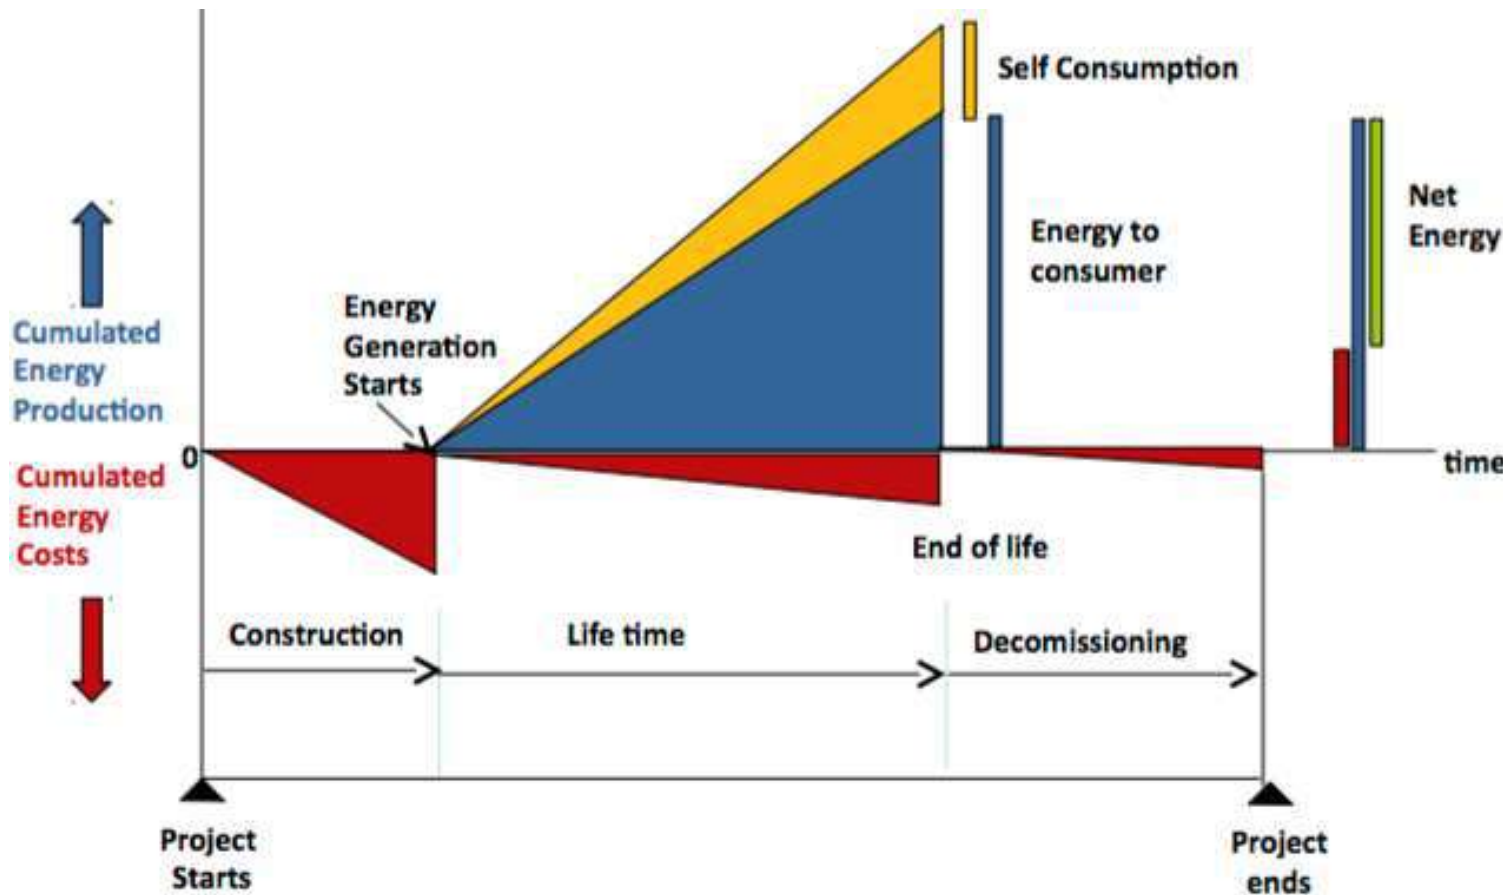 Self Consumption
Net
Energy
Energy to
consumer
Energy
Generation
Starts
Cumulated
Energy
Production
0
time
Cumulated
Energy
Costs
End of life
Construction
Life time
Decomissioning
Project
Starts
Project
ends